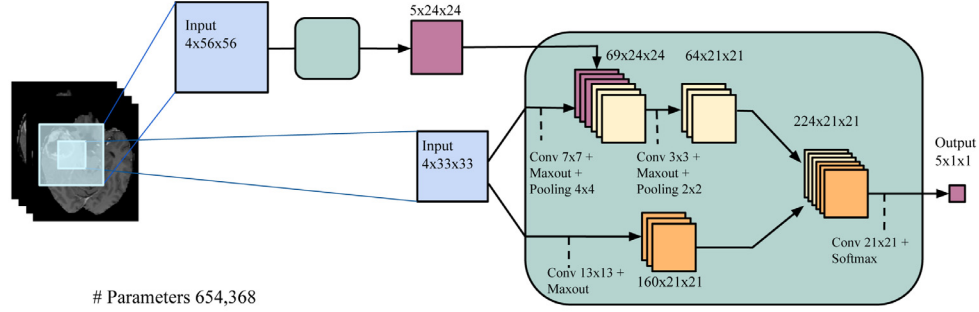 5x24x24
Input
4x56x56
69x24x24
64x21x21
224x21x21
Input
4x33x33
Output
5x1x1
Conv 7x7 +
Maxout +
Pooling 4x4
Conv 3x3 +
Maxout +
Pooling 2x2
Conv 21x21 +
Softmax
Conv 13x13 +
Maxout
160x21x21
# Parameters 654,368